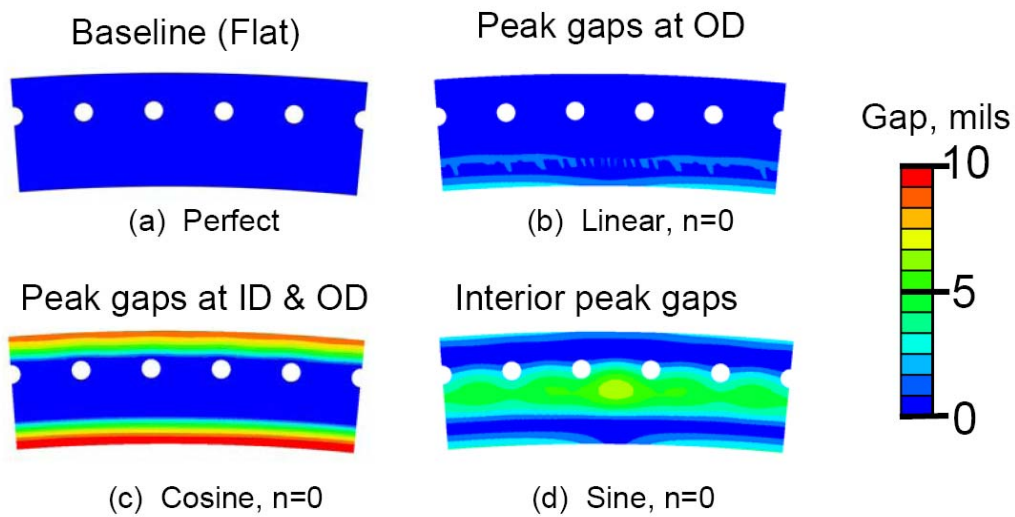 Baseline (Flat)
Peak gaps at OD
(a) Perfect
(b) Linear, n=0
Peak gaps at ID & OD
Interior peak gaps
(c) Cosine, n=0
(d) Sine, n=0
Gap, mils
10
5
0